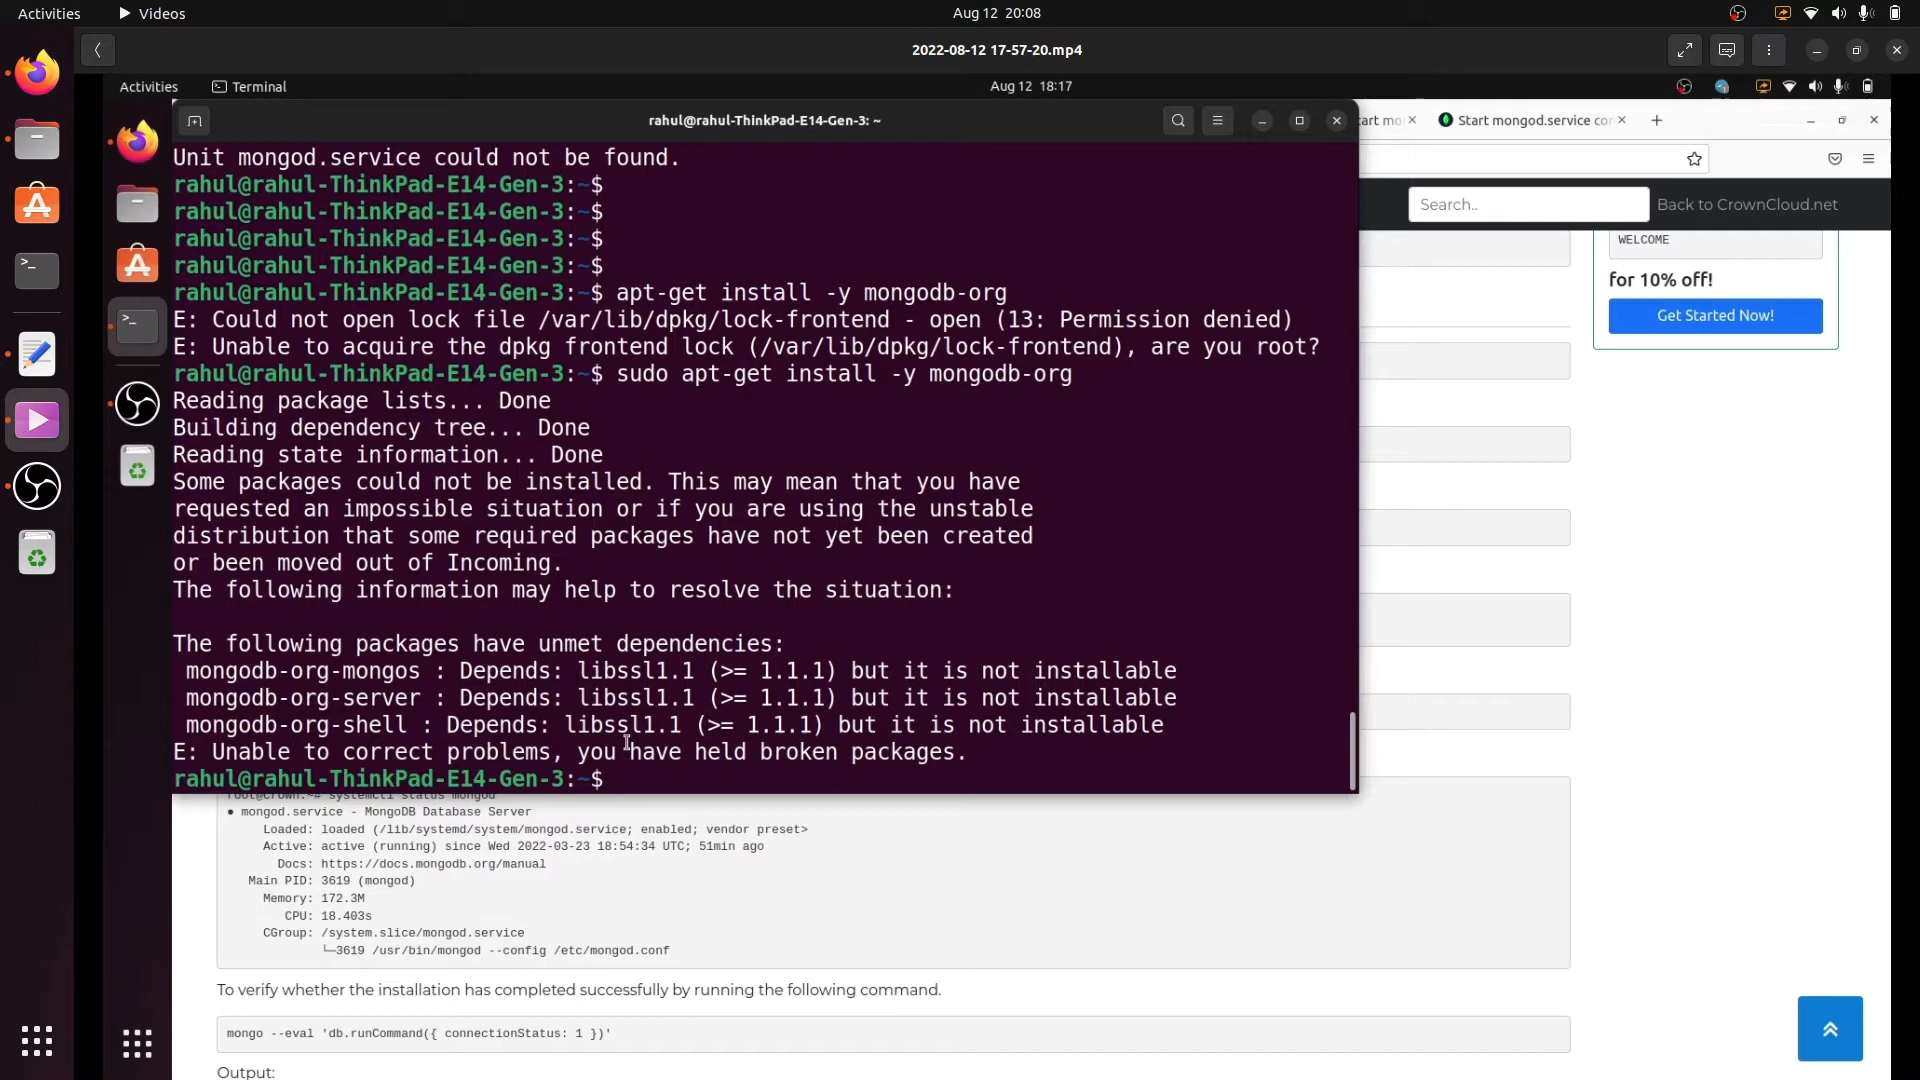 Activities
Videos
Aug 12 20:08
2022-08-12 17-57-20.mp4
Activities
Terminal
Aug 12 18:17
rahul@rahul-ThinkPad-E14-Gen-3: ~
Start mongod.service con
Unit mongod.service could not be found.
rahul@rahul-ThinkPad-E14-Gen-3:~$
rahul@rahul-ThinkPad-E14-Gen-3:~$
rahul@rahul-ThinkPad-E14-Gen-3:~$
rahul@rahul-ThinkPad-E14-Gen-3:~$
rahul@rahul-ThinkPad-E14-Gen-3:~$ apt-get install -y mongodb-org
E: Could not open lock file /var/lib/dpkg/lock-frontend - open (13: Permission denied)
E: Unable to acquire the dpkg frontend lock (/var/lib/dpkg/lock-frontend), are you root?
rahul@rahul-ThinkPad-E14-Gen-3:~$ sudo apt-get install -y mongodb-org
Reading package lists... Done
Building dependency tree... Done
Reading state information... Done
Some packages could not be installed. This may mean that you have
requested an impossible situation or if you are using the unstable
distribution that some required packages have not yet been created
or been moved out of Incoming.
The following information may help to resolve the situation:
The following packages have unmet dependencies:
mongodb-org-mongos : Depends: libssl1.1 (>= 1.1.1) but it is not installable
mongodb-org-server : Depends: libssl1.1 (>= 1.1.1) but it is not installable
mongodb-org-shell : Depends: libssl1.1 (>= 1.1.1) but it is not installable
E: Unable to correct problems, you have held broken packages.
rahul@rahul-ThinkPad-E14-Gen-3:~$
Search..
Back to CrownCloud.net
WELCOME
for 10% off!
Get Started Now!
root@crown:~# systemctl status mongod
● mongod.service - MongoDB Database Server
Loaded: loaded (/lib/systemd/system/mongod.service; enabled; vendor preset>
Active: active (running) since Wed 2022-03-23 18:54:34 UTC; 51min ago
Docs: https://docs.mongodb.org/manual
Main PID: 3619 (mongod)
Memory: 172.3M
CPU: 18.403s
CGroup: /system.slice/mongod.service
└─3619 /usr/bin/mongod --config /etc/mongod.conf
To verify whether the installation has completed successfully by running the following command.
mongo --eval 'db.runCommand({ connectionStatus: 1 })'
Output: